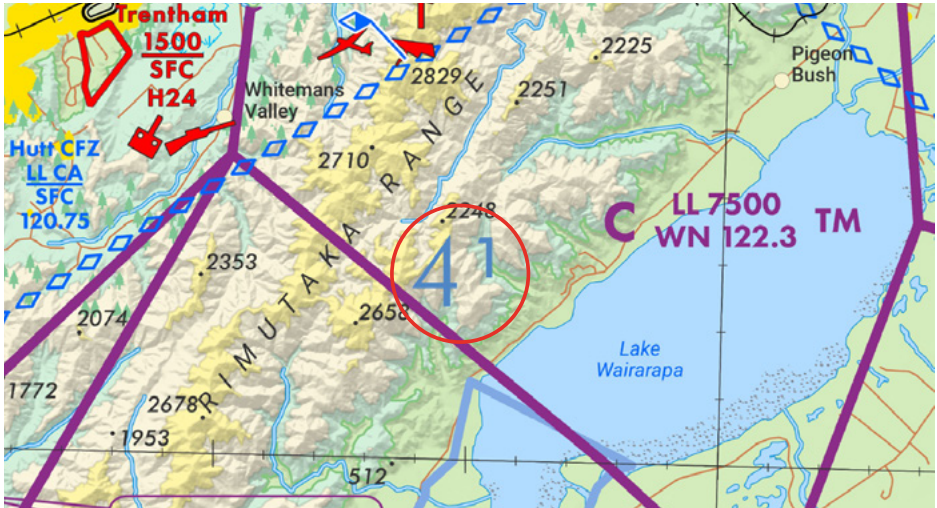 Trentham
1500
SFC
H24
Whitemans
Valley
Hutt CFZ
LL CA
SFC
120.75
2829
2225
2251
2710
Pigeon
Bush
RIMUTAKA RANGE
2248
4¹
C LL 7500 TM
WN 122.3
2353
2658
2074
1772
2678
1953
512
Lake
Wairarapa